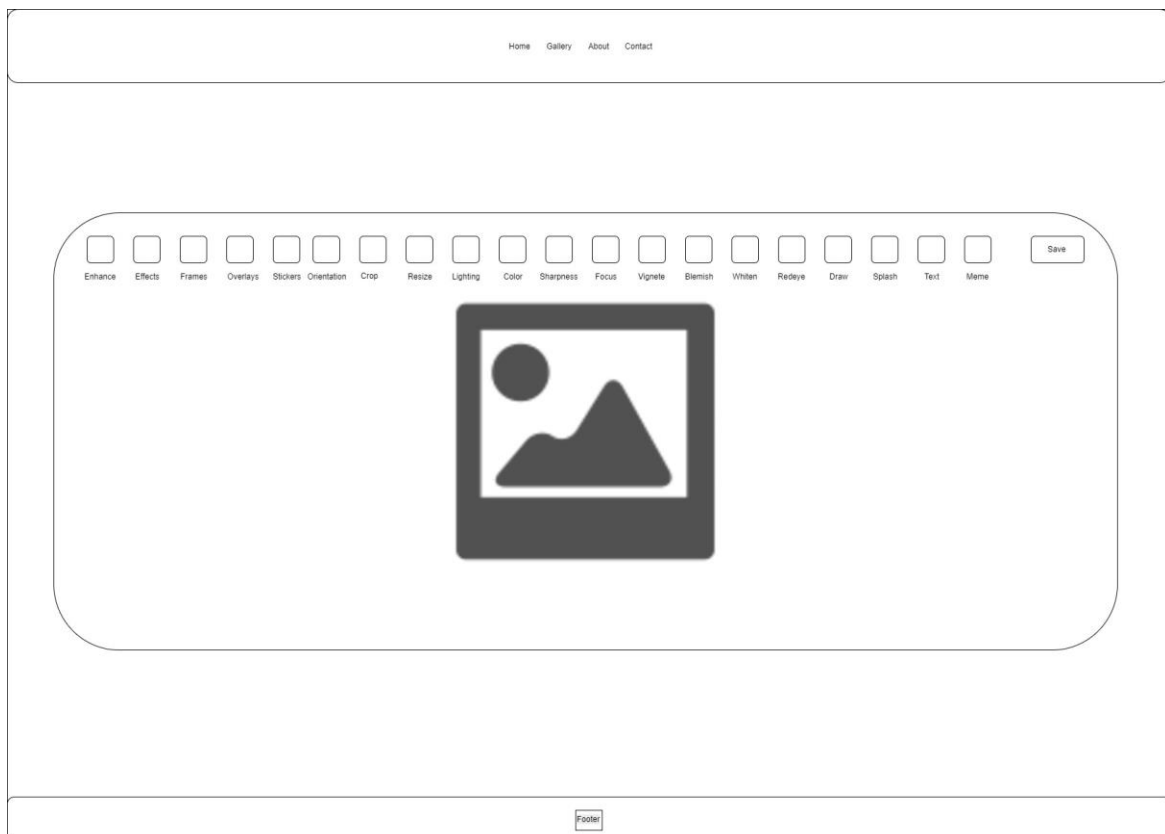 Home Gallery About Contact
Save
Enhance Effects Frames Overlays Stickers Orientation Crop Resize Lighting Color Sharpness Focus Vignete Blemish Whiten Redeye Draw Splash Text Meme
Footer